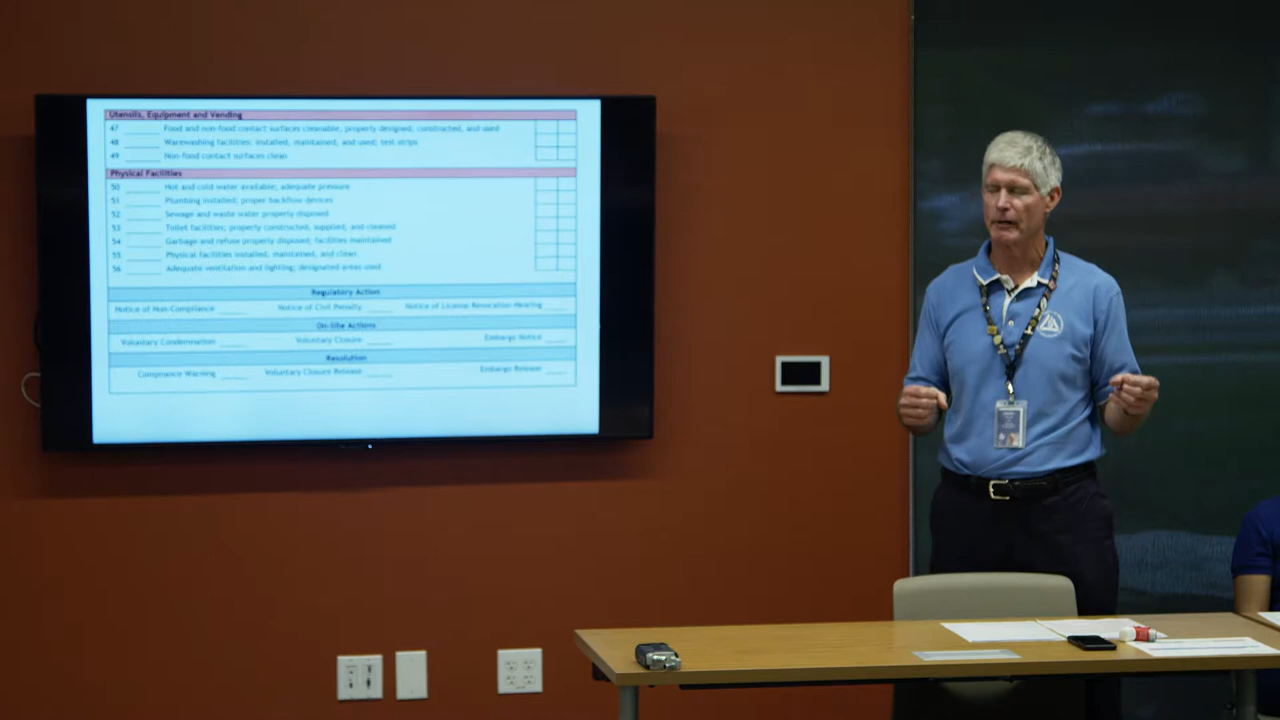 Utensils, Equipment and Vending
47 Food and non-food contact surfaces cleanable, properly designed, constructed, and used
48 Warewashing facilities: installed, maintained, and used; test strips
49 Non-food contact surfaces clean
Physical Facilities
50 Hot and cold water available; adequate pressure
51 Plumbing installed; proper backflow devices
52 Sewage and waste water properly disposed
53 Toilet facilities; properly constructed, supplied, and cleaned
54 Garbage and refuse properly disposed; facilities maintained
55 Physical facilities installed, maintained, and clean
56 Adequate ventilation and lighting; designated areas used
Regulatory Action
Notice of Non-Compliance Notice of Civil Penalty Notice of License Revocation-Hearing
On-Site Actions
Voluntary Condemnation Voluntary Closure Embargo Notice
Resolution
Compliance Warning Voluntary Closure Release Embargo Release